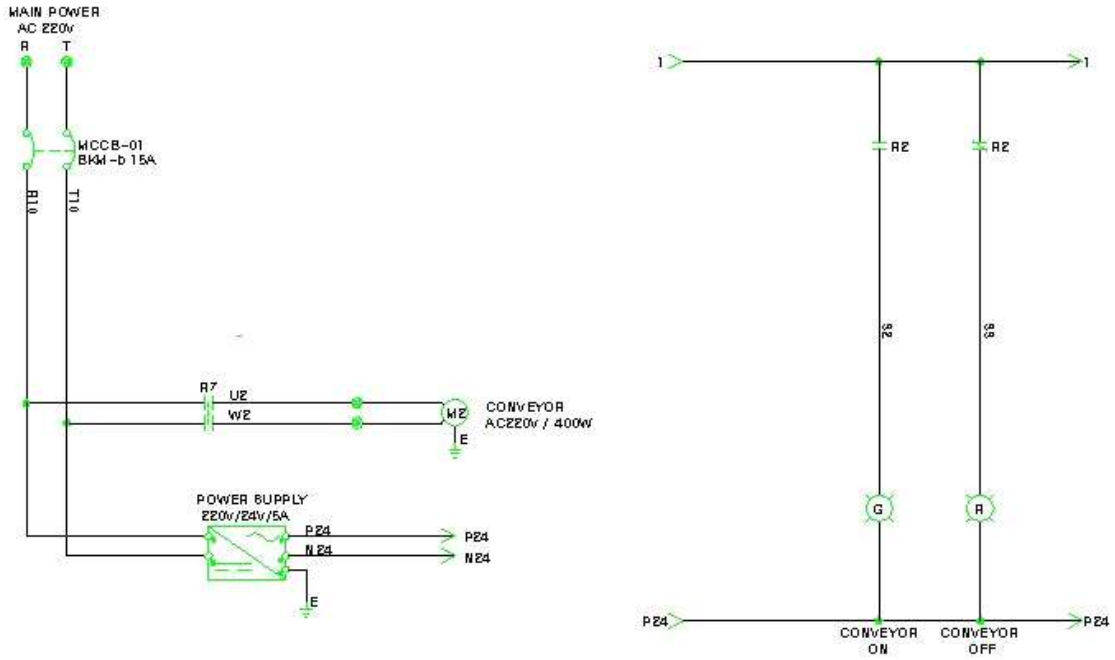 MAIN POWER
AC 220V
R T
MCCB-01
BKM-b 15A
R10 T10
R7
U2
W2
M2
CONVEYOR
AC220V / 400W
E
POWER SUPPLY
220V/24V/5A
P24
N24
P24
N24
E
1 1
R2 R2
G R
P24 P24
CONVEYOR
ON
CONVEYOR
OFF